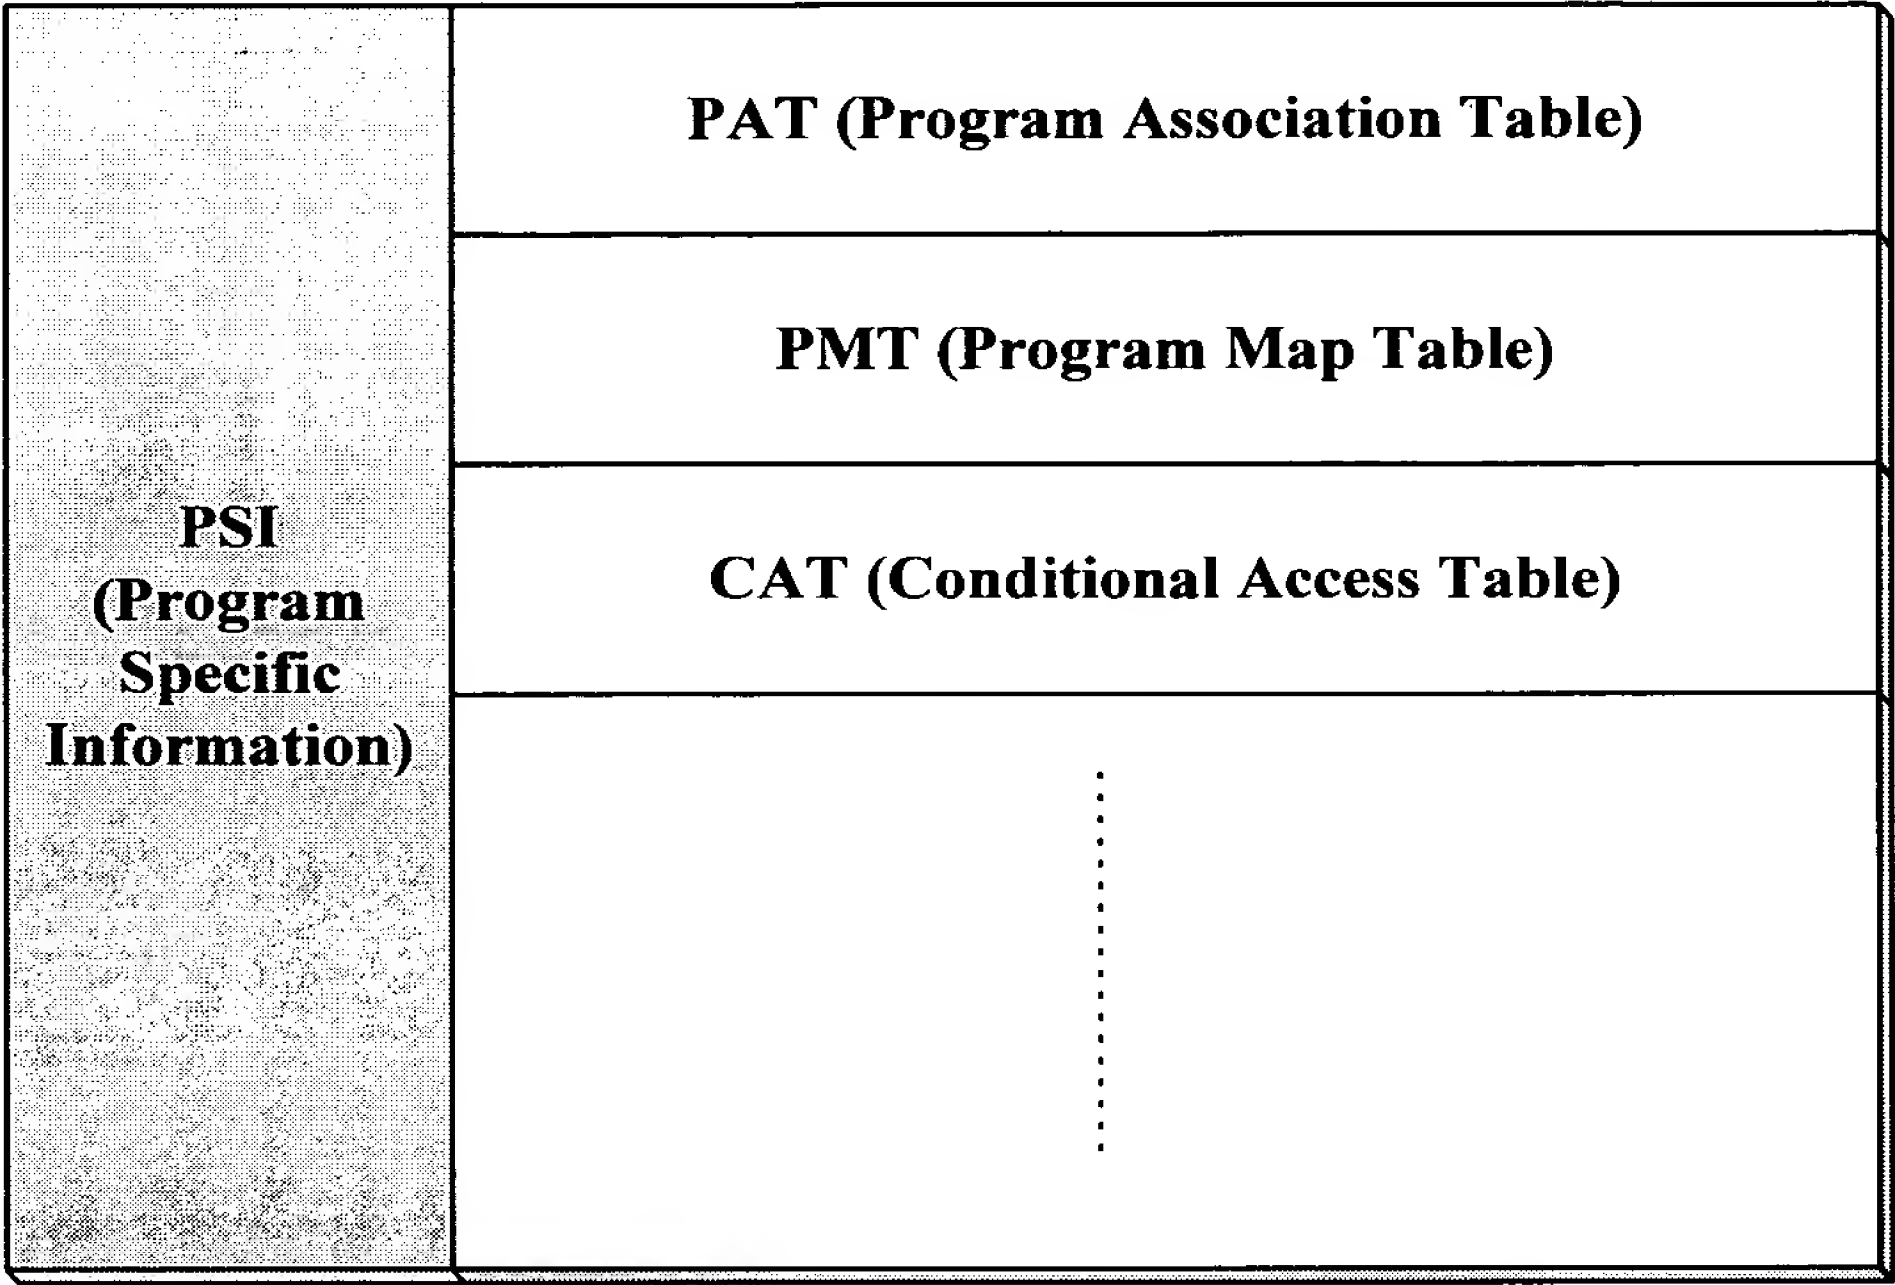 PAT (Program Association Table)
PMT (Program Map Table)
CAT (Conditional Access Table)
PSI
(Program
Specific
Information)